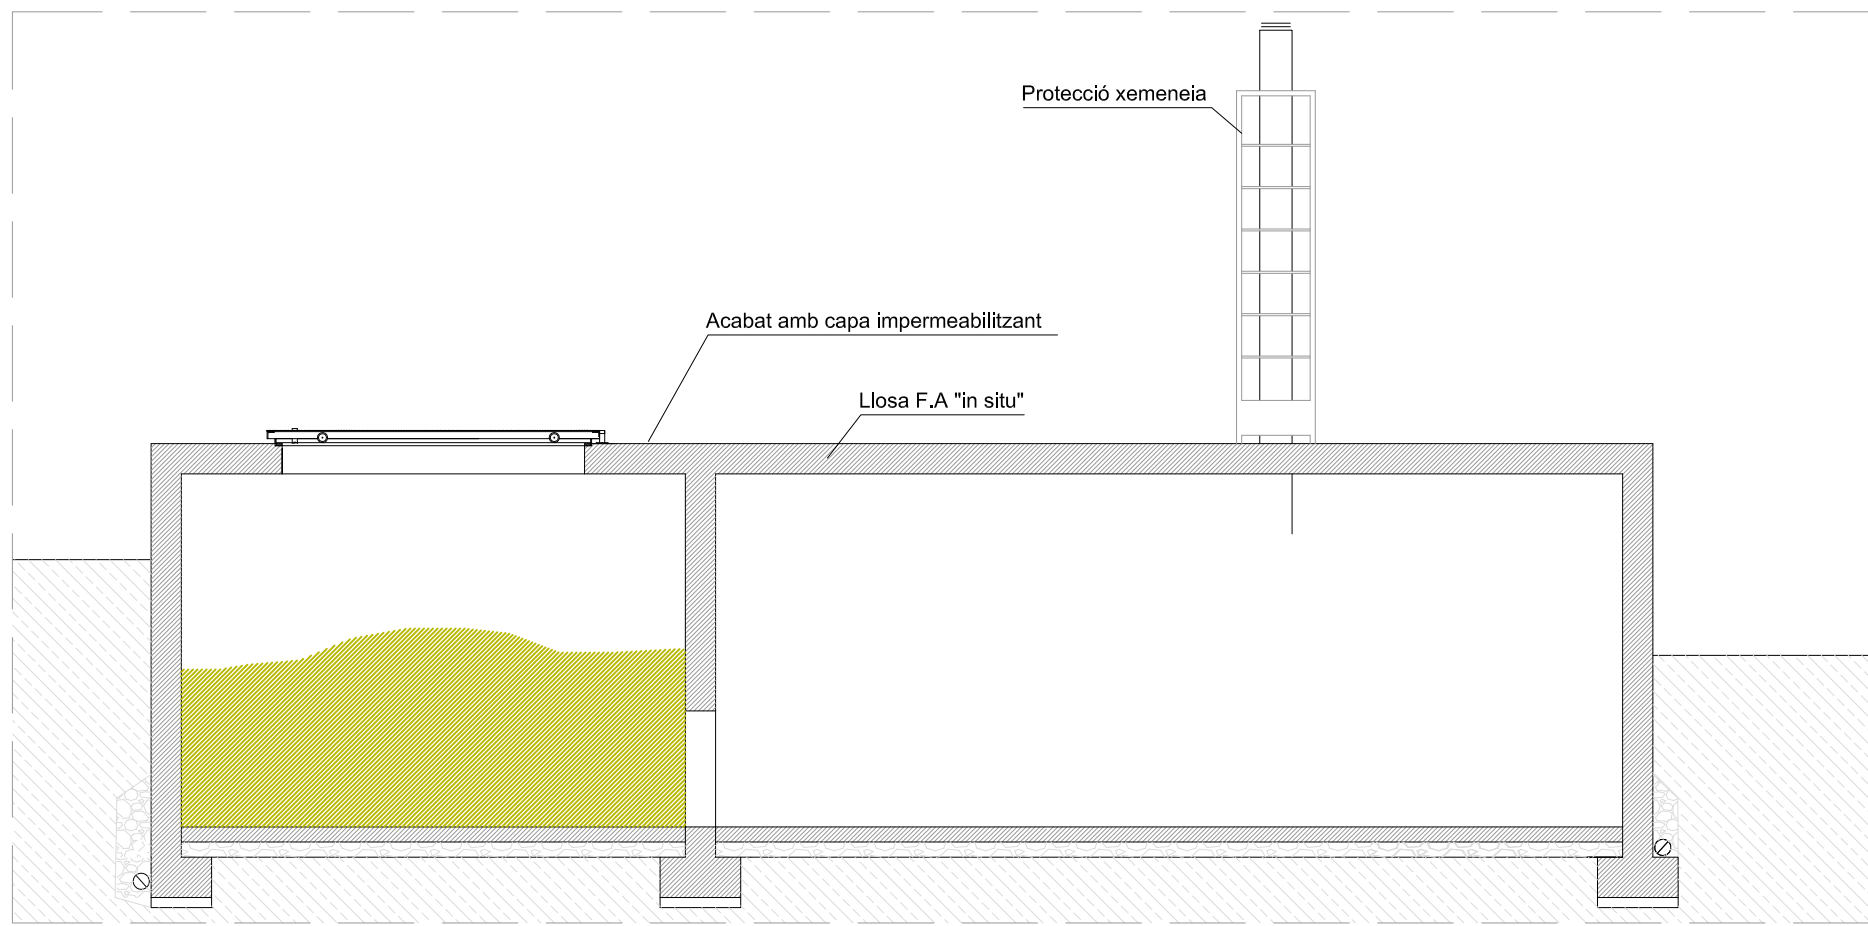 Protecció xemeneia
Acabat amb capa impermeabilitzant
Llosa F.A "in situ"